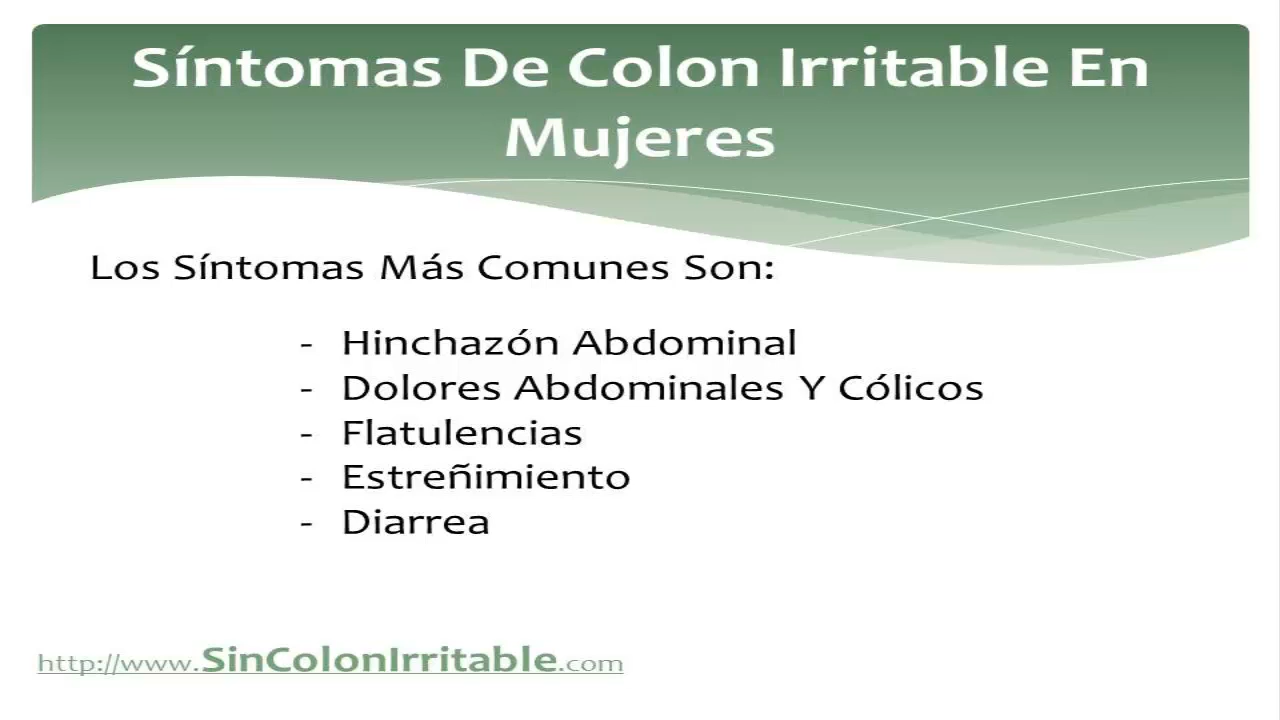 Síntomas De Colon Irritable En
Mujeres
Los Síntomas Más Comunes Son:
- Hinchazón Abdominal
- Dolores Abdominales Y Cólicos
- Flatulencias
- Estreñimiento
- Diarrea
http://www.SinColonIrritable.com